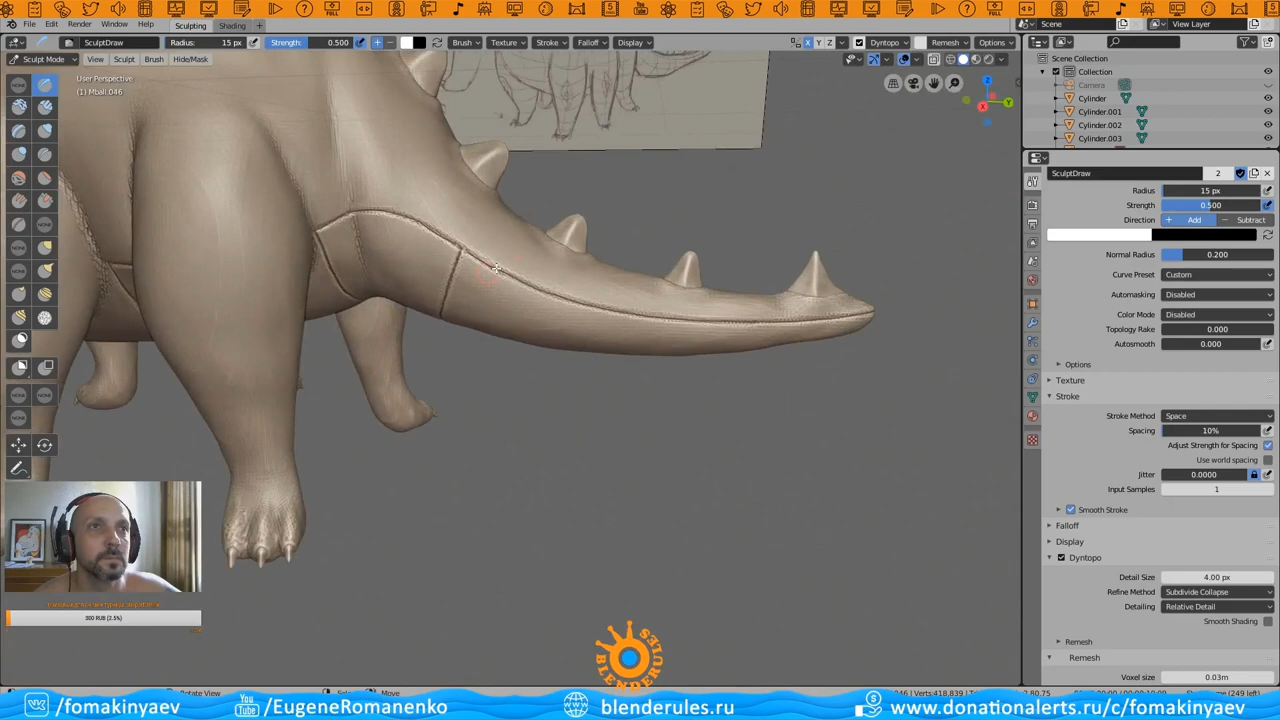 File Edit Render Window Help Sculpting Shading + Scene View Layer
SculptDraw Radius: 15 px Strength: 0.500 + − Brush Texture Stroke Falloff Display X Y Z Dyntopo Remesh Options
Sculpt Mode View Sculpt Brush Hide/Mask
User Perspective
(1) Mball.046
Scene Collection
Collection
Camera
Cylinder
Cylinder.001
Cylinder.002
Cylinder.003
SculptDraw 2
Radius 15 px
Strength 0.500
Direction + Add − Subtract
Normal Radius 0.200
Curve Preset Custom
Automasking Disabled
Color Mode Disabled
Topology Rake 0.000
Autosmooth 0.000
Options
Texture
Stroke
Stroke Method Space
Spacing 10%
Adjust Strength for Spacing
Use world spacing
Jitter 0.0000
Input Samples 1
Smooth Stroke
Falloff
Display
Dyntopo
Detail Size 4.00 px
Refine Method Subdivide Collapse
Detailing Relative Detail
Smooth Shading
Remesh
Remesh
Voxel size 0.03m
300 RUB (2.5%)
BLENDERULES
Rotate View Move
/fomakinyaev You Tube /EugeneRomanenko blenderules.ru www.donationalerts.ru/c/fomakinyaev